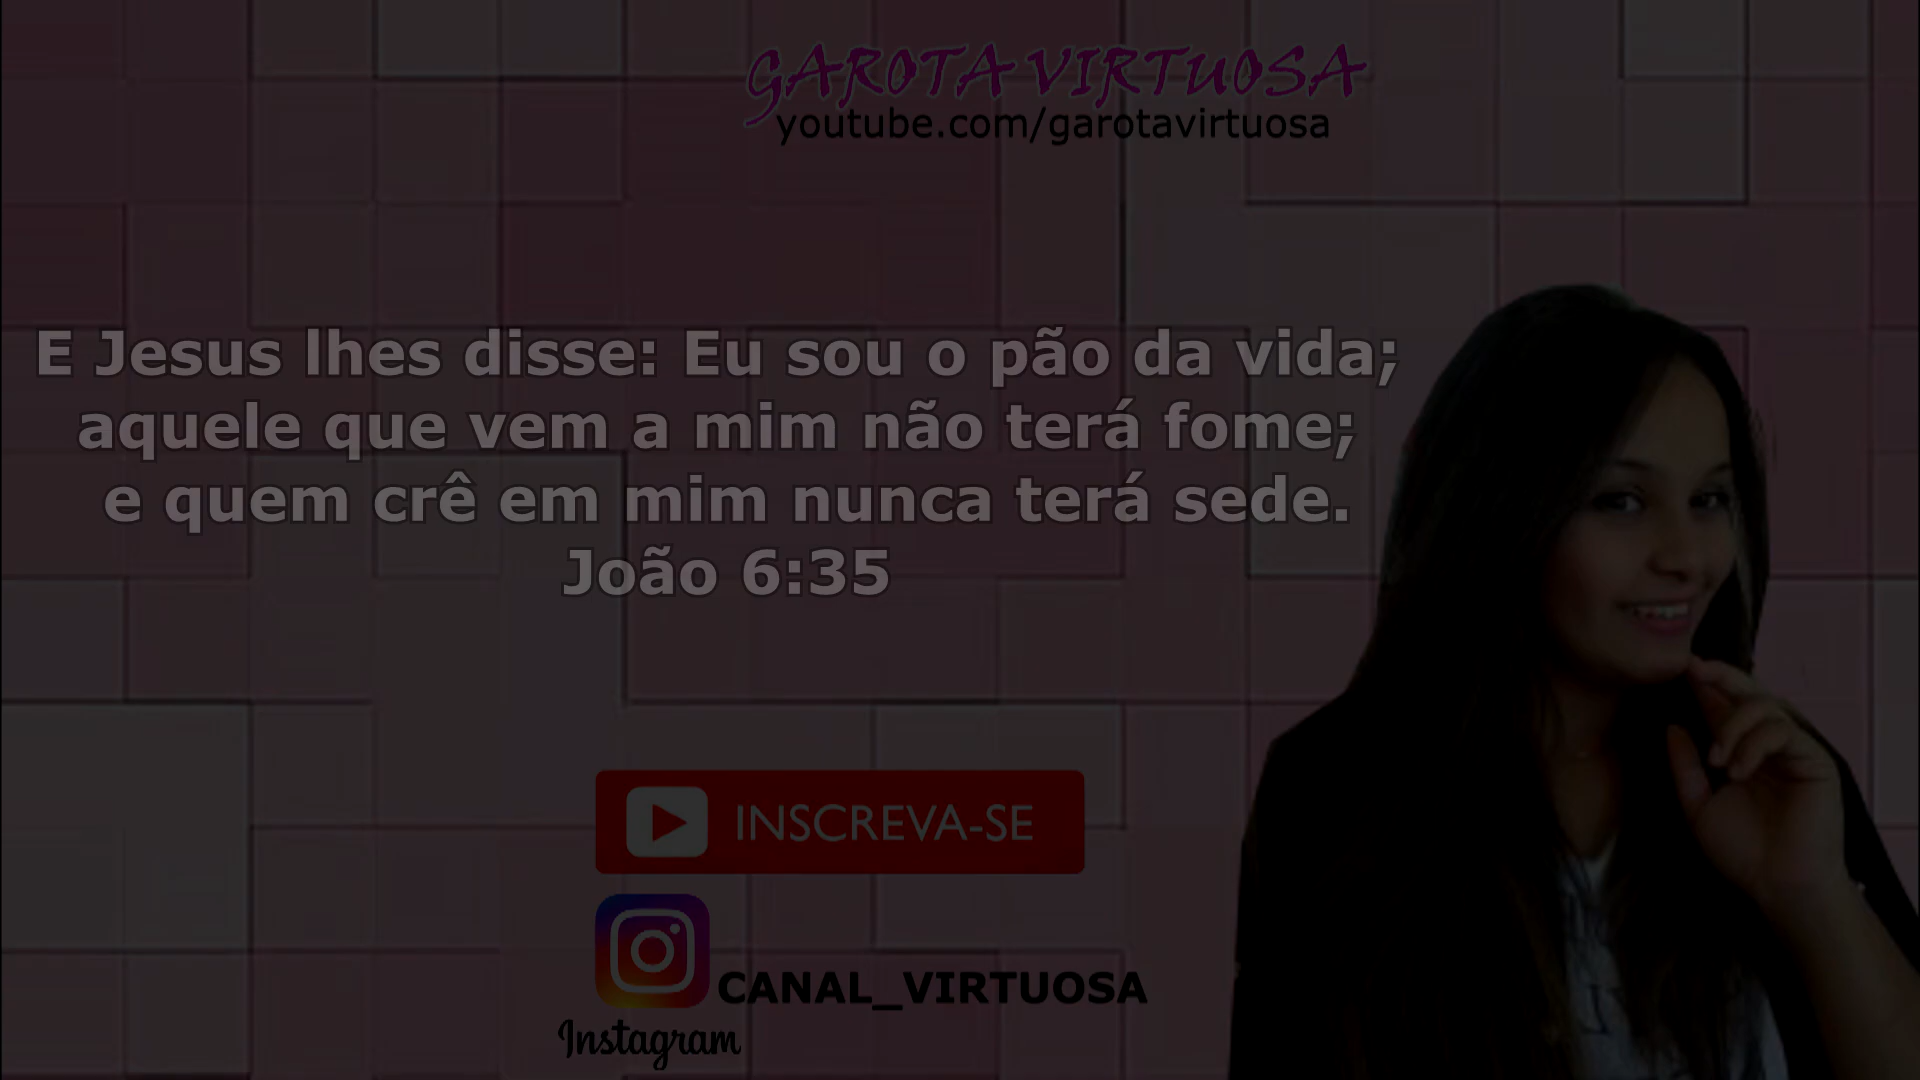 GAROTA VIRTUOSA
youtube.com/garotavirtuosa
E Jesus lhes disse: Eu sou o pão da vida;
aquele que vem a mim não terá fome;
e quem crê em mim nunca terá sede.
João 6:35
INSCREVA-SE
CANAL_VIRTUOSA
Instagram